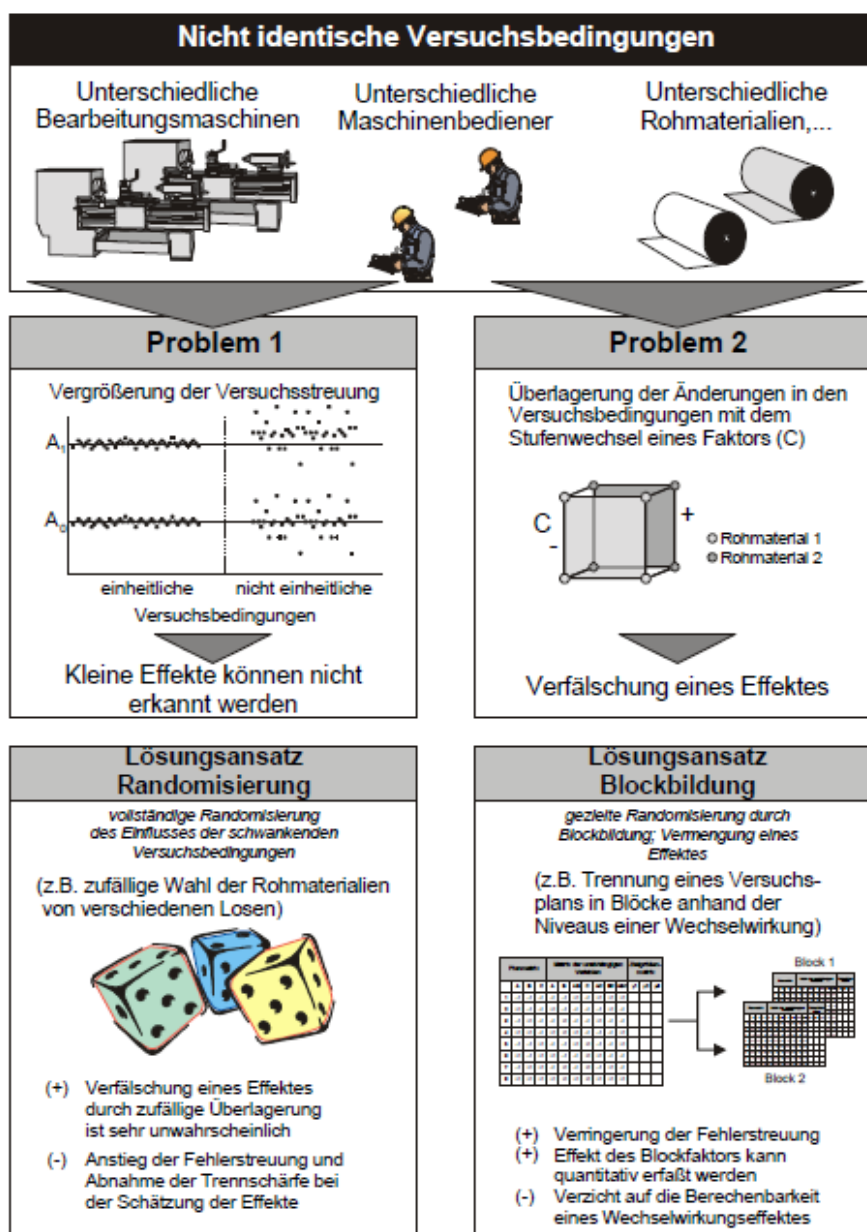 Nicht identische Versuchsbedingungen
Unterschiedliche
Bearbeitungsmaschinen
Unterschiedliche
Maschinenbediener
Unterschiedliche
Rohmaterialien,...
Problem 1
Vergrößerung der Versuchsstreuung
A1
A0
einheitliche
nicht einheitliche
Versuchsbedingungen
Kleine Effekte können nicht
erkannt werden
Problem 2
Überlagerung der Änderungen in den
Versuchsbedingungen mit dem
Stufenwechsel eines Faktors (C)
C
-
+
Rohmaterial 1
Rohmaterial 2
Verfälschung eines Effektes
Lösungsansatz
Randomisierung
vollständige Randomisierung
des Einflusses der schwankenden
Versuchsbedingungen
(z.B. zufällige Wahl der Rohmaterialien
von verschiedenen Losen)
(+) Verfälschung eines Effektes
durch zufällige Überlagerung
ist sehr unwahrscheinlich
(-) Anstieg der Fehlerstreuung und
Abnahme der Trennschärfe bei
der Schätzung der Effekte
Lösungsansatz
Blockbildung
gezielte Randomisierung durch
Blockbildung; Vermengung eines
Effektes
(z.B. Trennung eines Versuchs-
plans in Blöcke anhand der
Niveaus einer Wechselwirkung)
Block 1
Block 2
(+) Verringerung der Fehlerstreuung
(+) Effekt des Blockfaktors kann
quantitativ erfaßt werden
(-) Verzicht auf die Berechenbarkeit
eines Wechselwirkungseffektes